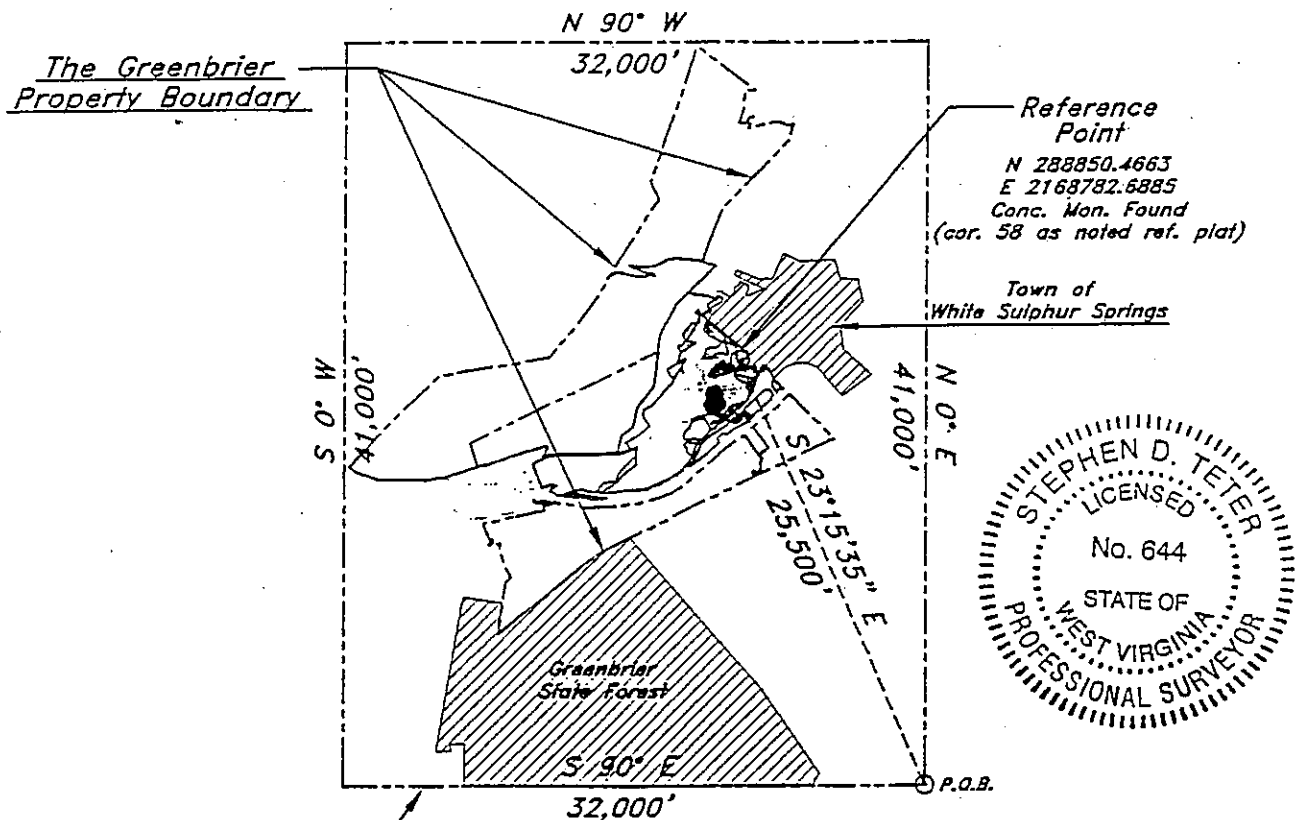 N 90° W
32,000'
The Greenbrier
Property Boundary
Reference
Point
N 288850.4663
E 2168782.6885
Conc. Mon. Found
(cor. 58 as noted ref. plat)
Town of
White Sulphur Springs
S 0° W
41,000'
N 0° E
41,000'
S 23°15'35" E
25,500'
STEPHEN D. TETER
LICENSED
No. 644
STATE OF
WEST VIRGINIA
PROFESSIONAL SURVEYOR
Greenbrier
State Forest
S 90° E
32,000'
P.O.B.